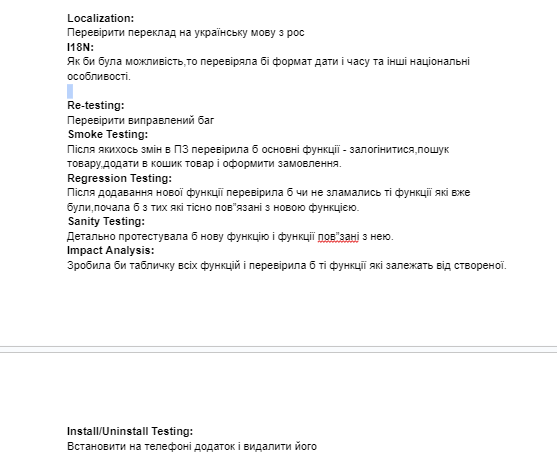 Localization:
Перевірити переклад на українську мову з рос
I18N:
Як би була можливість,то перевіряла бі формат дати і часу та інші національні
особливості.
Re-testing:
Перевірити виправлений баг
Smoke Testing:
Після якихось змін в ПЗ перевірила б основні функції - залогінитися,пошук
товару,додати в кошик товар і оформити замовлення.
Regression Testing:
Після додавання нової функції перевірила б чи не зламались ті функції які вже
були,почала б з тих які тісно пов"язані з новою функцією.
Sanity Testing:
Детально протестувала б нову функцію і функції пов"зані з нею.
Impact Analysis:
Зробила би табличку всіх функцій і перевірила б ті функції які залежать від створеної.
Install/Uninstall Testing:
Встановити на телефоні додаток і видалити його